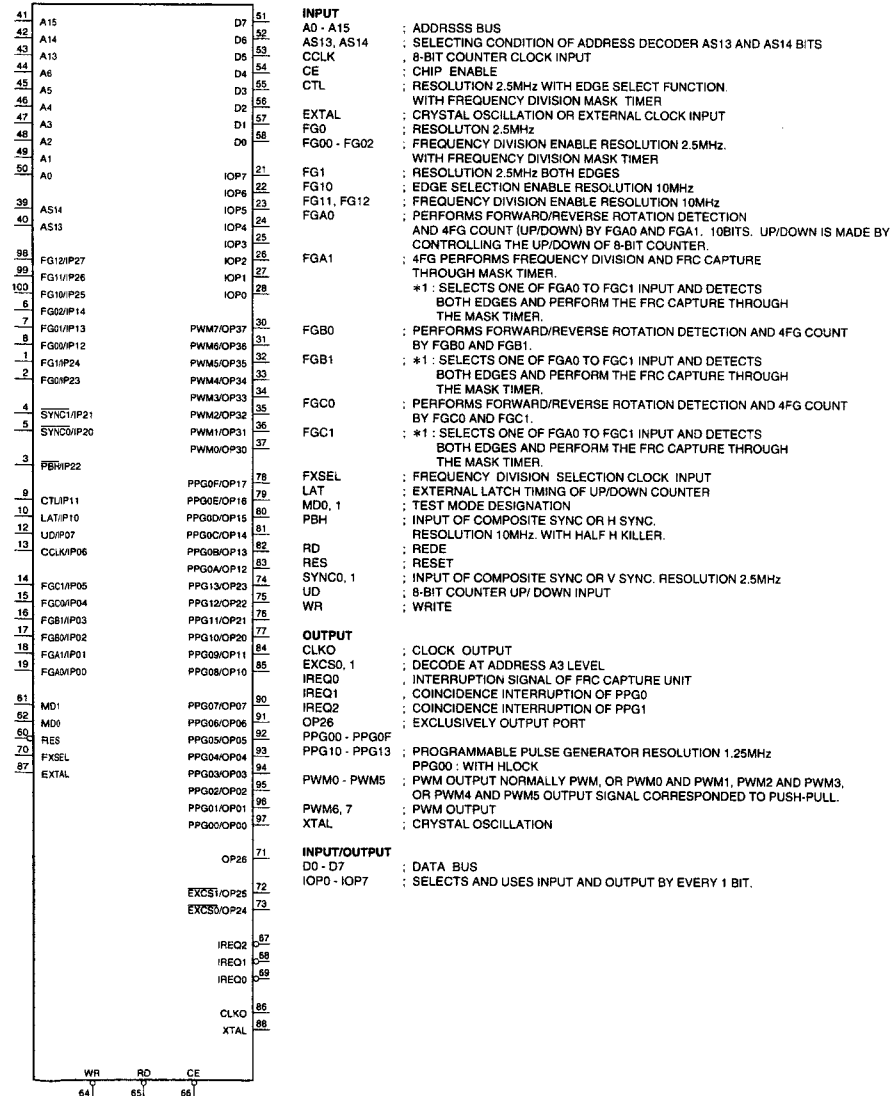 41 A15 D7 51
42 A14 D6 52
43 A13 D5 53
44 A6 D4 54
45 A5 D3 55
46 A4 D2 56
47 A3 D1 57
48 A2 D0 58
49 A1
50 A0 IOP7 21
IOP6 22
39 AS14 IOP5 23
40 AS13 IOP4 24
IOP3 25
98 FG12/IP27 IOP2 26
99 FG11/IP26 IOP1 27
100 FG10/IP25 IOP0 28
6 FG02/IP14
7 FG01/IP13 PWM7/OP37 30
8 FG00/IP12 PWM6/OP36 31
1 FG1/IP24 PWM5/OP35 32
2 FG0/IP23 PWM4/OP34 33
PWM3/OP33 34
4 SYNC1/IP21 PWM2/OP32 35
5 SYNC0/IP20 PWM1/OP31 36
PWM0/OP30 37
3 PBH/IP22
PPG0F/OP17 78
9 CTL/IP11 PPG0E/OP16 79
10 LAT/IP10 PPG0D/OP15 80
12 UD/IP07 PPG0C/OP14 81
13 CCLK/IP06 PPG0B/OP13 82
PPG0A/OP12 83
14 FGC1/IP05 PPG13/OP23 74
15 FGC0/IP04 PPG12/OP22 75
16 FGB1/IP03 PPG11/OP21 76
17 FGB0/IP02 PPG10/OP20 77
18 FGA1/IP01 PPG09/OP11 84
19 FGA0/IP00 PPG08/OP10 85
61 MD1 PPG07/OP07 90
62 MD0 PPG06/OP06 91
60 RES PPG05/OP05 92
70 FXSEL PPG04/OP04 93
87 EXTAL PPG03/OP03 94
PPG02/OP02 95
PPG01/OP01 96
PPG00/OP00 97
OP26 71
EXCS1/OP25 72
EXCS0/OP24 73
IREQ2 67
IREQ1 68
IREQ0 69
CLKO 86
XTAL 88
WR RD CE
64 65 66
INPUT
A0 - A15 ; ADDRSSS BUS
AS13, AS14 ; SELECTING CONDITION OF ADDRESS DECODER AS13 AND AS14 BITS
CCLK , 8-BIT COUNTER CLOCK INPUT
CE ; CHIP ENABLE
CTL ; RESOLUTION 2.5MHz WITH EDGE SELECT FUNCTION.
WITH FREQUENCY DIVISION MASK TIMER
EXTAL ; CRYSTAL OSCILLATION OR EXTERNAL CLOCK INPUT
FG0 ; RESOLUTON 2.5MHz
FG00 - FG02 ; FREQUENCY DIVISION ENABLE RESOLUTION 2.5MHz.
WITH FREQUENCY DIVISION MASK TIMER
FG1 ; RESOLUTION 2.5MHz BOTH EDGES
FG10 ; EDGE SELECTION ENABLE RESOLUTION 10MHz
FG11, FG12 ; FREQUENCY DIVISION ENABLE RESOLUTION 10MHz
FGA0 ; PERFORMS FORWARD/REVERSE ROTATION DETECTION
AND 4FG COUNT (UP/DOWN) BY FGA0 AND FGA1. 10BITS. UP/DOWN IS MADE BY
CONTROLLING THE UP/DOWN OF 8-BIT COUNTER.
FGA1 ; 4FG PERFORMS FREQUENCY DIVISION AND FRC CAPTURE
THROUGH MASK TIMER.
*1 : SELECTS ONE OF FGA0 TO FGC1 INPUT AND DETECTS
BOTH EDGES AND PERFORM THE FRC CAPTURE THROUGH
THE MASK TIMER.
FGB0 ; PERFORMS FORWARD/REVERSE ROTATION DETECTION AND 4FG COUNT
BY FGB0 AND FGB1.
FGB1 ; *1 : SELECTS ONE OF FGA0 TO FGC1 INPUT AND DETECTS
BOTH EDGES AND PERFORM THE FRC CAPTURE THROUGH
THE MASK TIMER.
FGC0 ; PERFORMS FORWARD/REVERSE ROTATION DETECTION AND 4FG COUNT
BY FGC0 AND FGC1.
FGC1 ; *1 : SELECTS ONE OF FGA0 TO FGC1 INPUT AND DETECTS
BOTH EDGES AND PERFORM THE FRC CAPTURE THROUGH
THE MASK TIMER.
FXSEL ; FREQUENCY DIVISION SELECTION CLOCK INPUT
LAT ; EXTERNAL LATCH TIMING OF UP/DOWN COUNTER
MD0, 1 ; TEST MODE DESIGNATION
PBH ; INPUT OF COMPOSITE SYNC OR H SYNC.
RESOLUTION 10MHz. WITH HALF H KILLER.
RD ; REDE
RES ; RESET
SYNC0, 1 ; INPUT OF COMPOSITE SYNC OR V SYNC. RESOLUTION 2.5MHz
UD ; 8-BIT COUNTER UP/ DOWN INPUT
WR ; WRITE
OUTPUT
CLKO ; CLOCK OUTPUT
EXCS0, 1 ; DECODE AT ADDRESS A3 LEVEL
IREQ0 , INTERRUPTION SIGNAL OF FRC CAPTURE UNIT
IREQ1 , COINCIDENCE INTERRUPTION OF PPG0
IREQ2 ; COINCIDENCE INTERRUPTION OF PPG1
OP26 ; EXCLUSIVELY OUTPUT PORT
PPG00 - PPG0F
PPG10 - PPG13 ; PROGRAMMABLE PULSE GENERATOR RESOLUTION 1.25MHz
PPG00 : WITH HLOCK
PWM0 - PWM5 ; PWM OUTPUT NORMALLY PWM, OR PWM0 AND PWM1, PWM2 AND PWM3,
OR PWM4 AND PWM5 OUTPUT SIGNAL CORRESPONDED TO PUSH-PULL.
PWM6, 7 ; PWM OUTPUT
XTAL ; CRYSTAL OSCILLATION
INPUT/OUTPUT
D0 - D7 ; DATA BUS
IOP0 - IOP7 ; SELECTS AND USES INPUT AND OUTPUT BY EVERY 1 BIT.